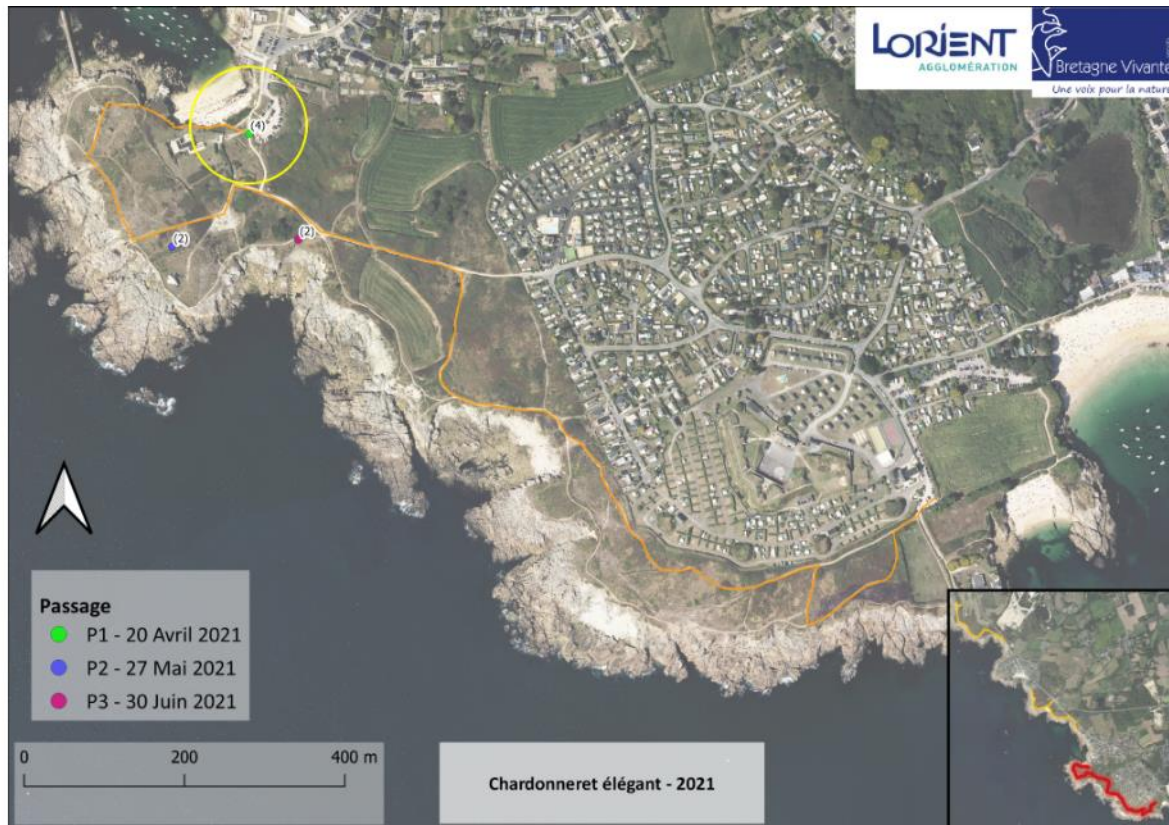 LORIENT
AGGLOMÉRATION
Bretagne Vivante
Une voix pour la nature
(4)
(2)
(2)
Passage
P1 - 20 Avril 2021
P2 - 27 Mai 2021
P3 - 30 Juin 2021
0 200 400 m
Chardonneret élégant - 2021